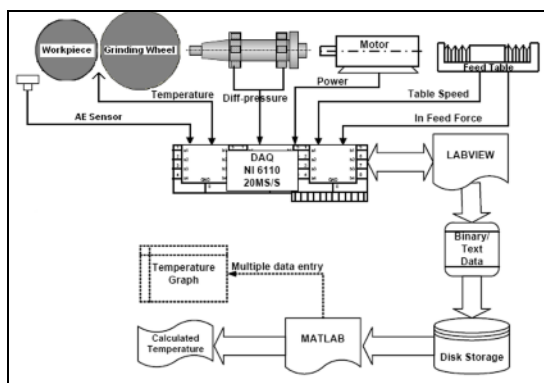 Workpiece
Grinding Wheel
Motor
Feed Table
Temperature
Diff-pressure
Power
Table Speed
AE Sensor
In Feed Force
DAQ
NI 6110
20MS/S
LABVIEW
Binary/
Text
Data
Temperature
Graph
Multiple data entry
Calculated
Temperature
MATLAB
Disk Storage